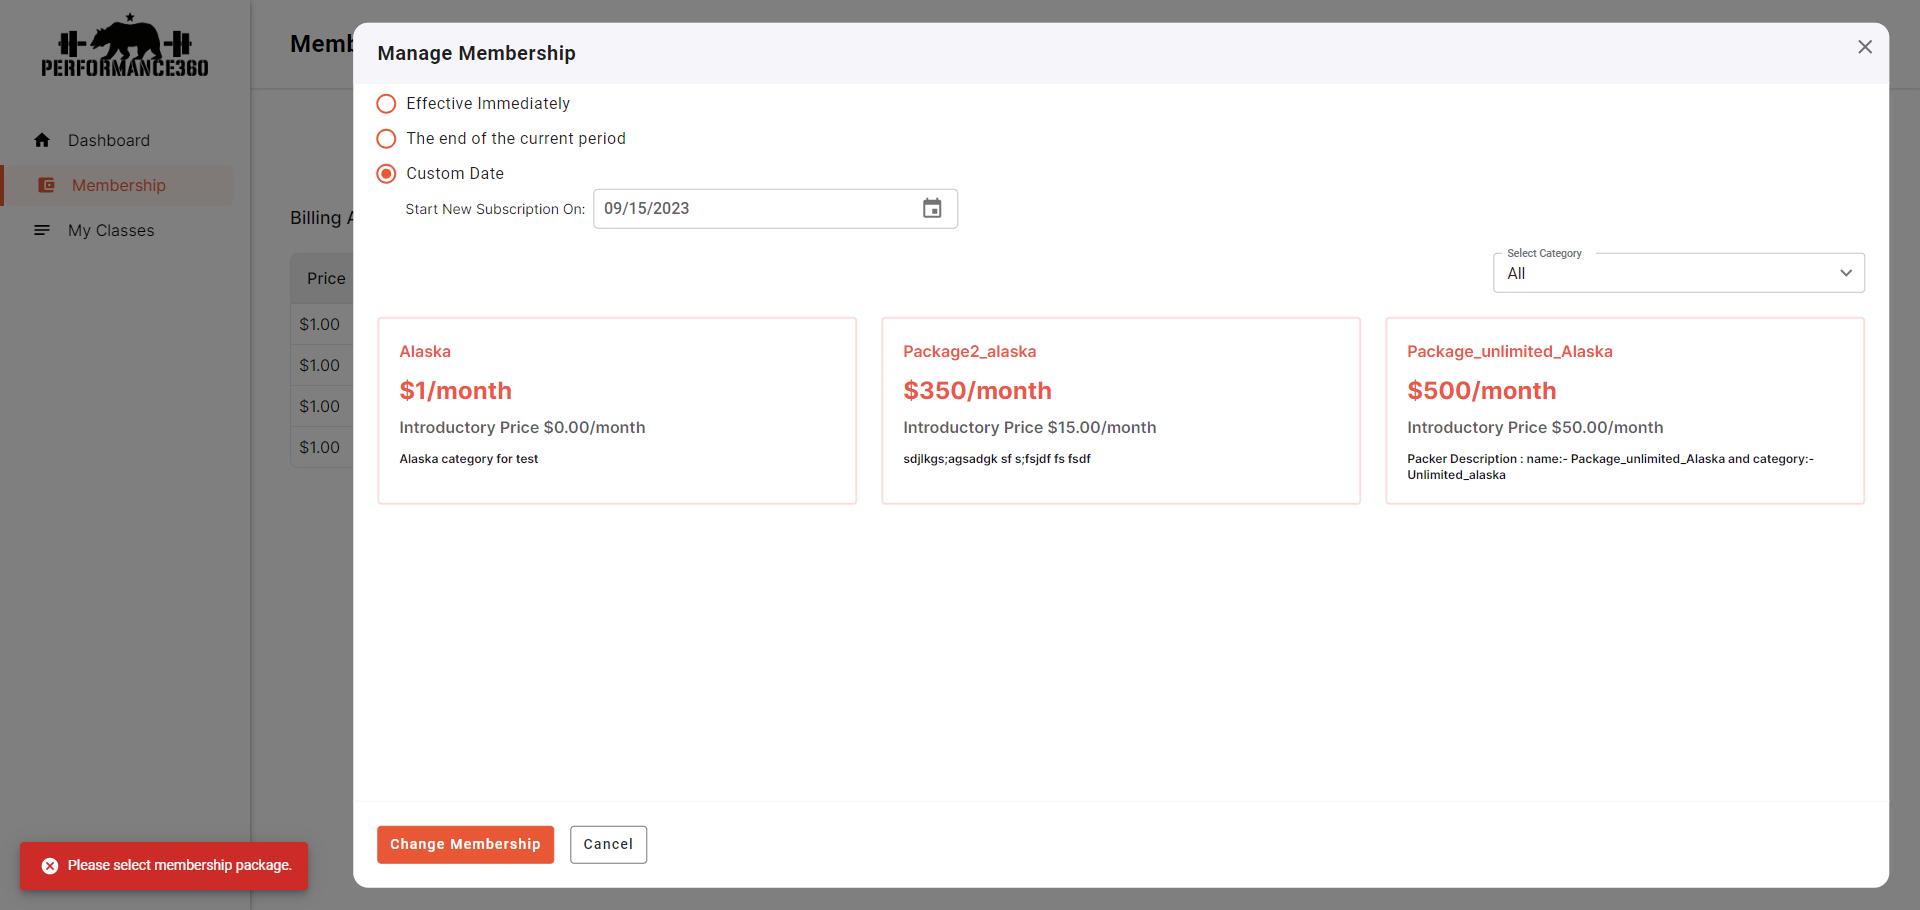 PERFORMANCE360
Dashboard
Membership
My Classes
Memb
Billing A
Price
$1.00
$1.00
$1.00
$1.00
Manage Membership
Effective Immediately
The end of the current period
Custom Date
Start New Subscription On: 09/15/2023
Select Category
All
Alaska
$1/month
Introductory Price $0.00/month
Alaska category for test
Package2_alaska
$350/month
Introductory Price $15.00/month
sdjlkgs;agsadgk sf s;fsjdf fs fsdf
Package_unlimited_Alaska
$500/month
Introductory Price $50.00/month
Packer Description : name:- Package_unlimited_Alaska and category:-
Unlimited_alaska
Change Membership
Cancel
Please select membership package.